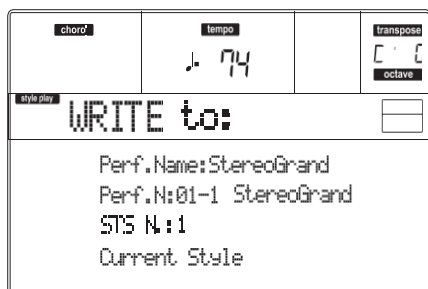 chord
tempo
transpose
74
octave
style play
WRITE to:
Perf.Name:StereoGrand
Perf.N:01-1 StereoGrand
STS N.:1
Current Style